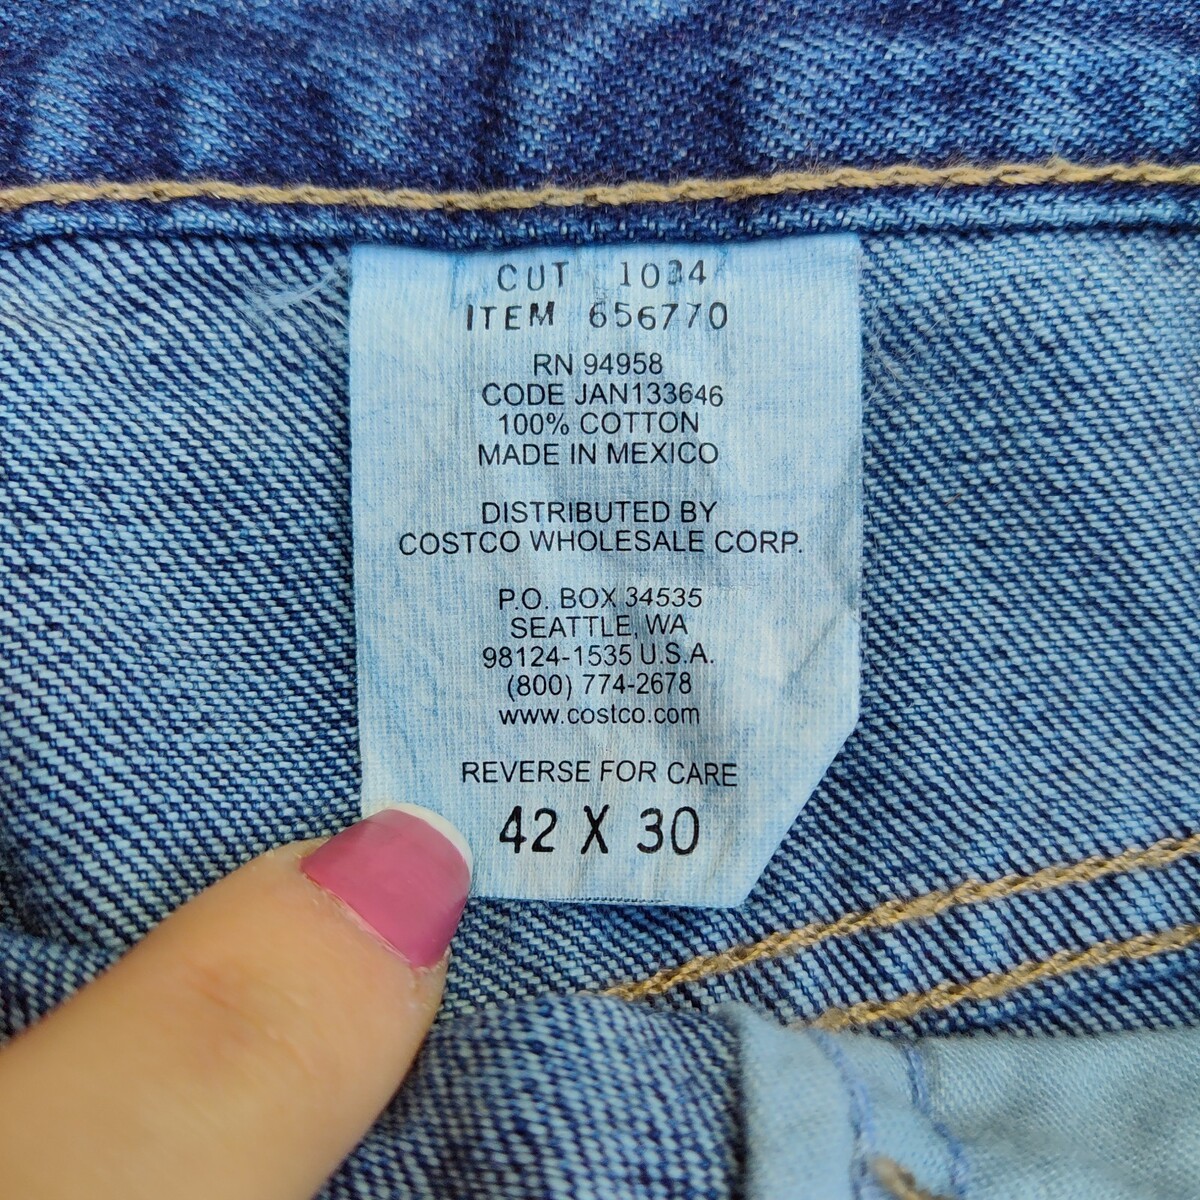 CUT 1034
ITEM 656770
RN 94958
CODE JAN133646
100% COTTON
MADE IN MEXICO
DISTRIBUTED BY
COSTCO WHOLESALE CORP.
P.O. BOX 34535
SEATTLE, WA
98124-1535 U.S.A.
(800) 774-2678
www.costco.com
REVERSE FOR CARE
42 X 30